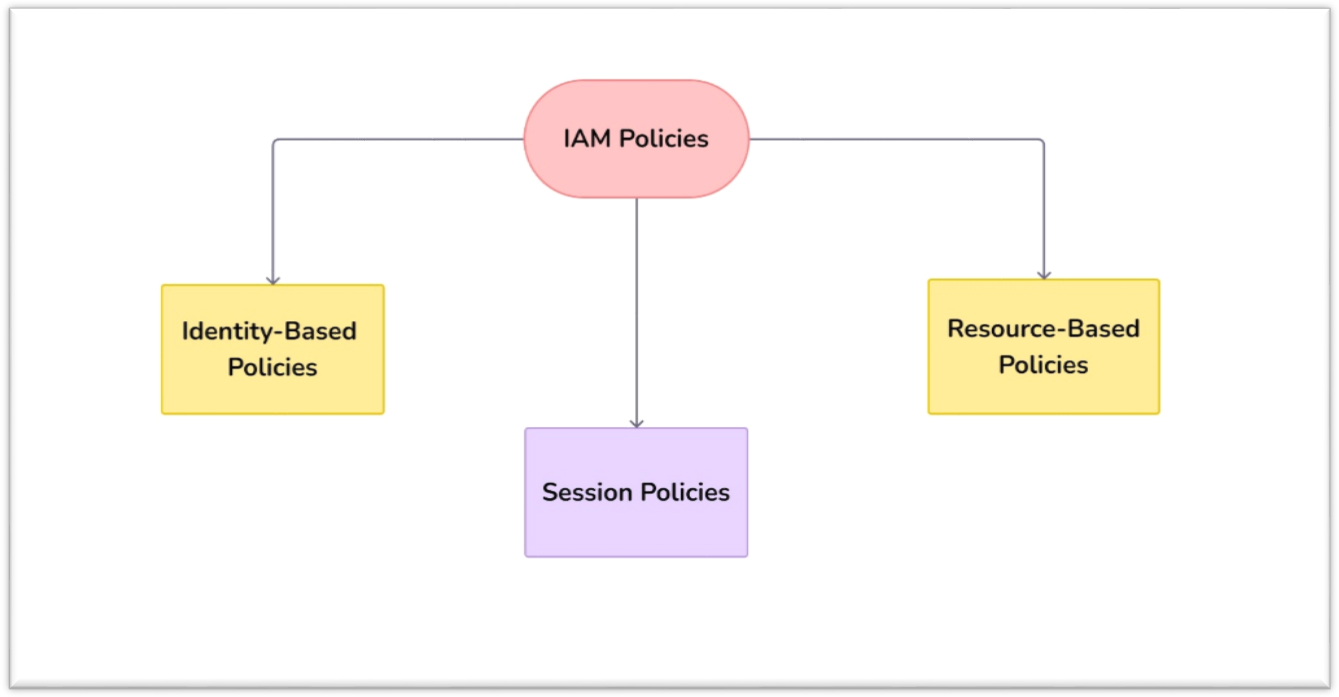 IAM Policies
Identity-Based
Policies
Resource-Based
Policies
Session Policies